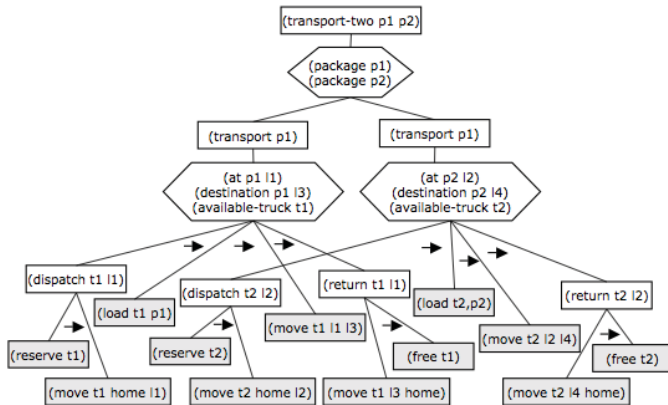 (transport-two p1 p2)
(package p1)
(package p2)
(transport p1)
(transport p1)
(at p1 l1)
(destination p1 l3)
(available-truck t1)
(at p2 l2)
(destination p2 l4)
(available-truck t2)
(dispatch t1 l1)
(load t1 p1)
(dispatch t2 l2)
(move t1 l1 l3)
(return t1 l1)
(load t2,p2)
(move t2 l2 l4)
(return t2 l2)
(reserve t1)
(reserve t2)
(free t1)
(free t2)
(move t1 home l1)
(move t2 home l2)
(move t1 l3 home)
(move t2 l4 home)